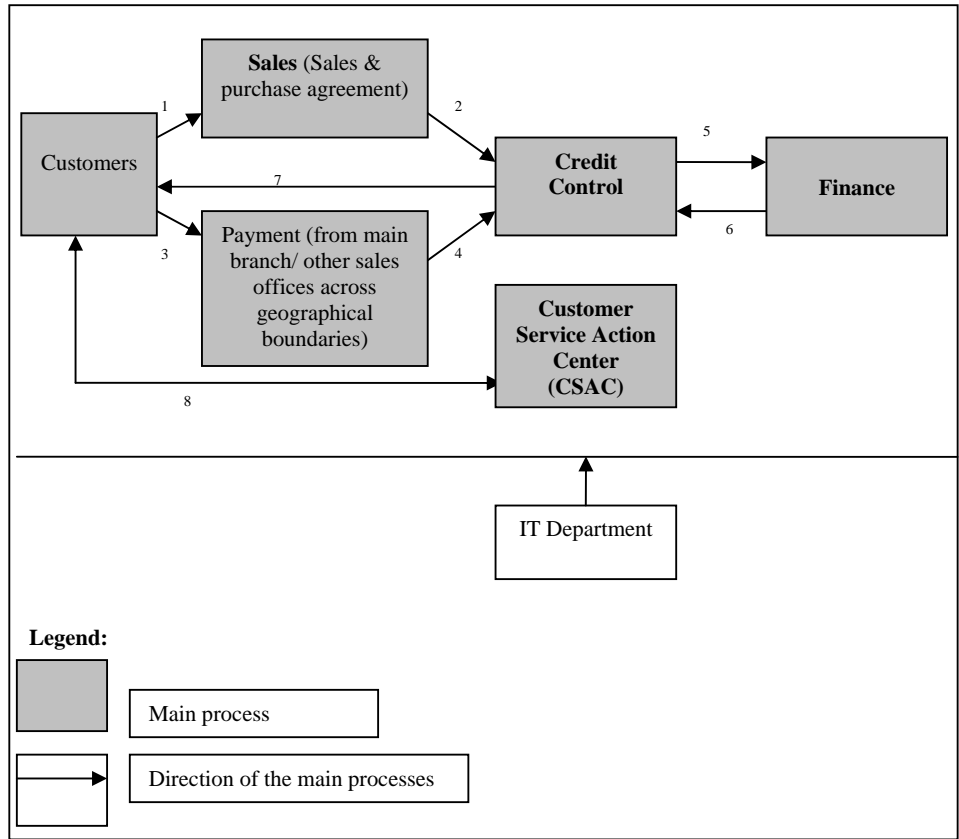 Sales (Sales &
purchase agreement)
1
2
Customers
Credit
Control
5
Finance
7
6
3
Payment (from main
branch/ other sales
offices across
geographical
boundaries)
4
Customer
Service Action
Center
(CSAC)
8
IT Department
Legend:
Main process
Direction of the main processes